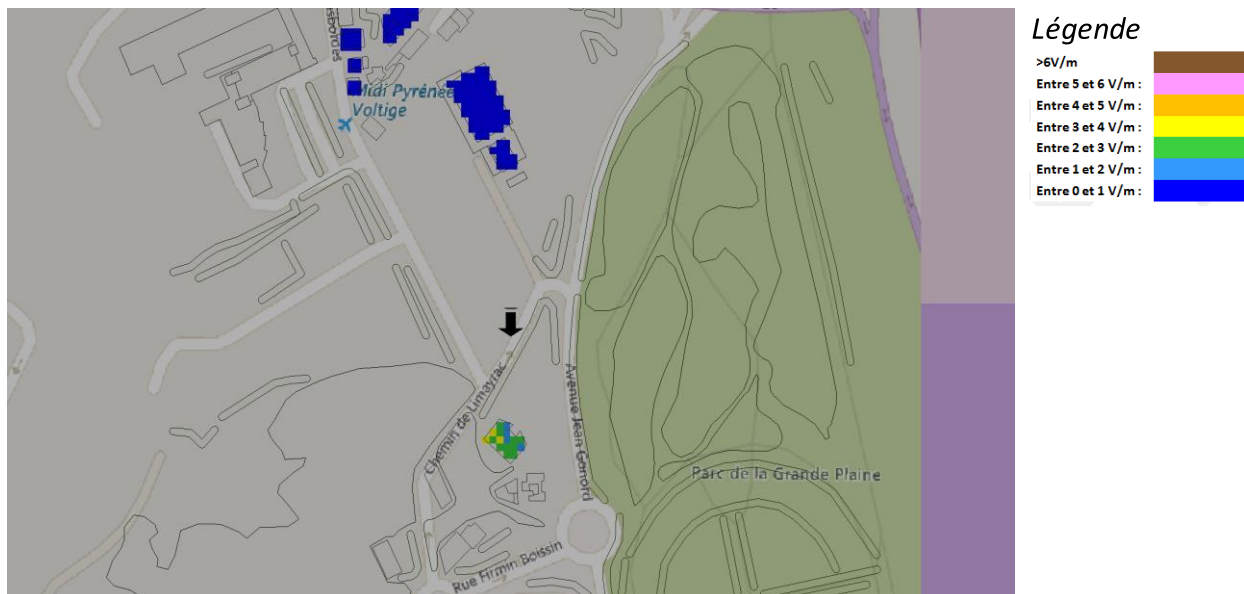 Légende
>6V/m
Entre 5 et 6 V/m :
Entre 4 et 5 V/m :
Entre 3 et 4 V/m :
Entre 2 et 3 V/m :
Entre 1 et 2 V/m :
Entre 0 et 1 V/m :
Midi Pyréné
Voltige
Chemin de Limayrac
Avenue Jean Gonord
Parc de la Grande Plaine
Rue Firmin Boissin